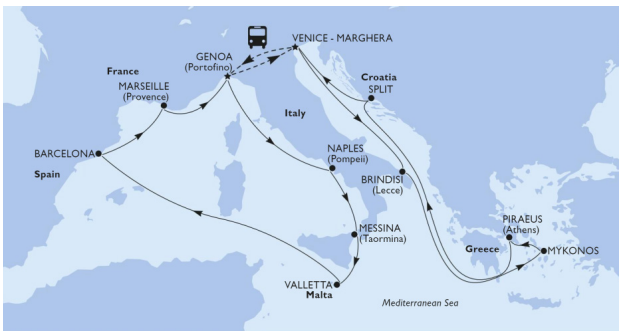 VENICE - MARGHERA
GENOA
(Portofino)
France
MARSEILLE
(Provence)
Croatia
SPLIT
Italy
BARCELONA
Spain
NAPLES
(Pompeii)
BRINDISI
(Lecce)
MESSINA
(Taormina)
PIRAEUS
(Athens)
Greece
MYKONOS
VALLETTA
Malta
Mediterranean Sea